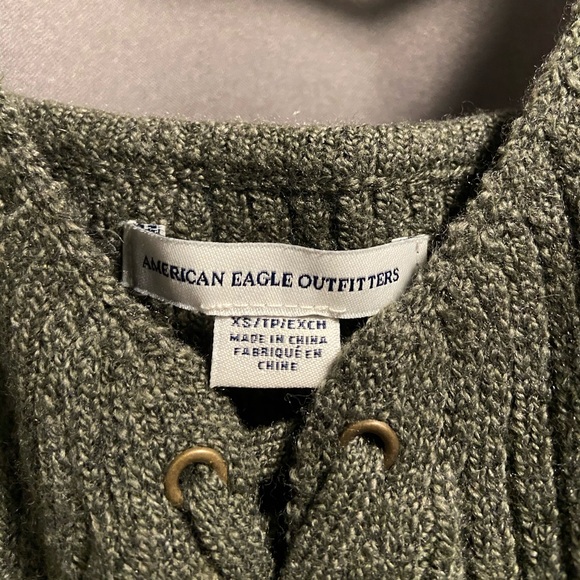 AMERICAN EAGLE OUTFITTERS
XS/TP/EXCH
MADE IN CHINA
FABRIQUÉ EN
CHINE